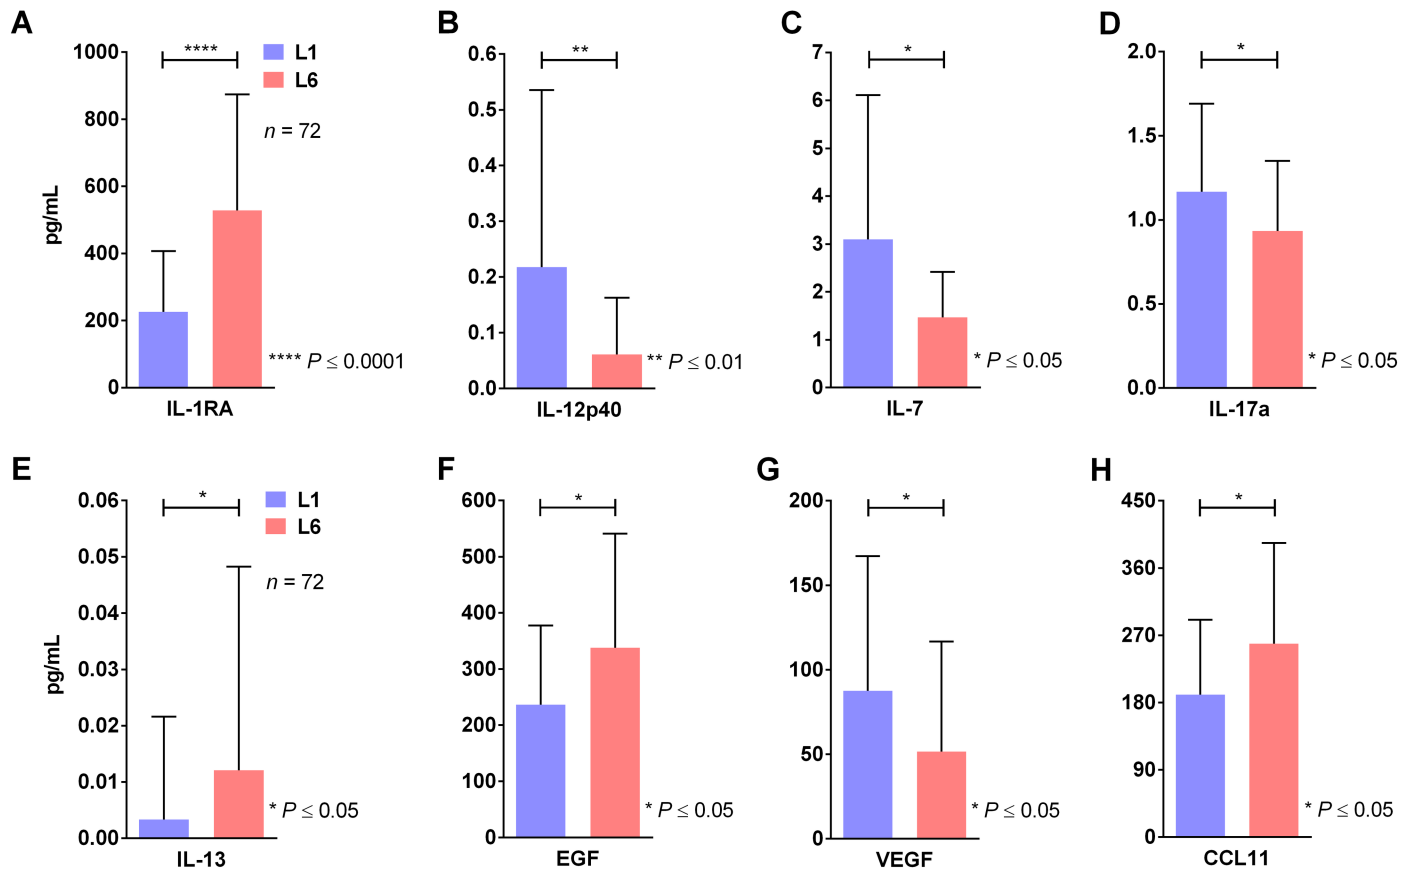 A
1000
800
600
400
200
0
pg/mL
****
L1
L6
n = 72
**** P ≤ 0.0001
IL-1RA
B
0.6
0.5
0.4
0.3
0.2
0.1
0.0
**
** P ≤ 0.01
IL-12p40
C
7
6
5
4
3
2
1
0
*
* P ≤ 0.05
IL-7
D
2.0
1.5
1.0
0.5
0.0
*
* P ≤ 0.05
IL-17a
E
0.06
0.05
0.04
0.03
0.02
0.01
0.00
pg/mL
*
L1
L6
n = 72
* P ≤ 0.05
IL-13
F
600
500
400
300
200
100
0
*
* P ≤ 0.05
EGF
G
200
150
100
50
0
*
* P ≤ 0.05
VEGF
H
450
360
270
180
90
0
*
* P ≤ 0.05
CCL11